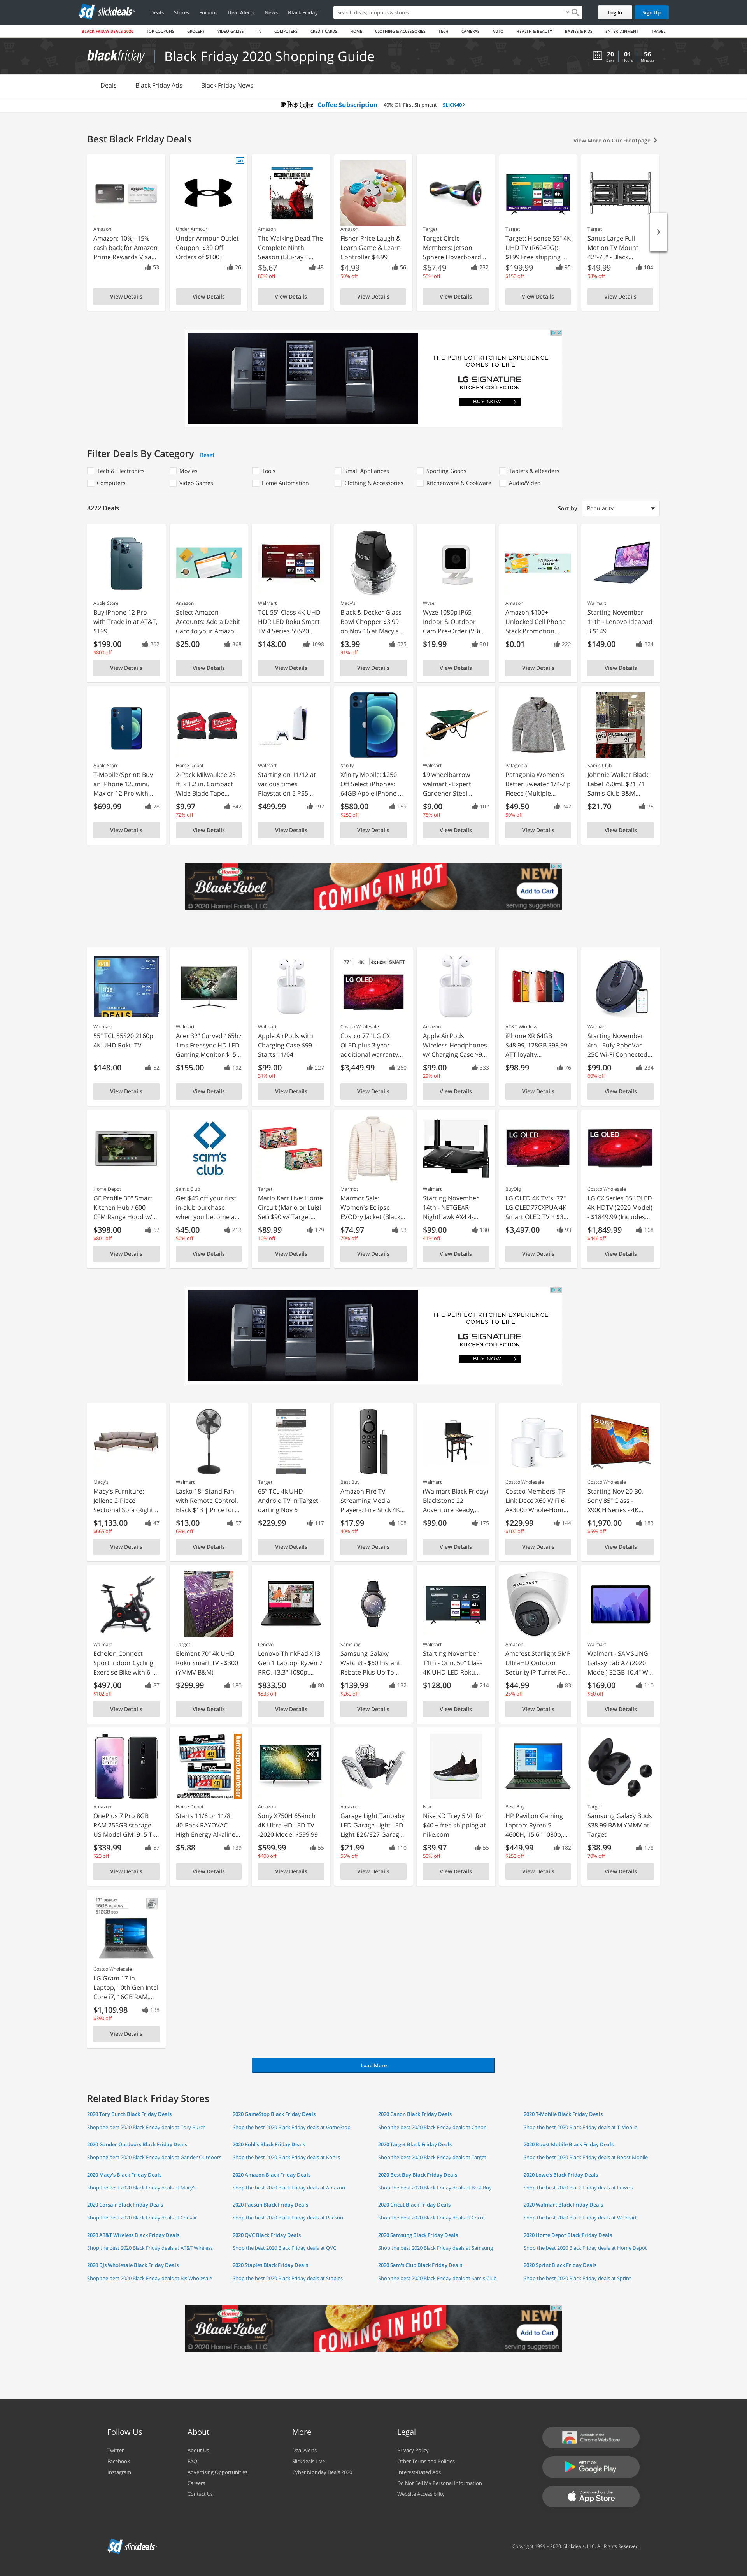 slickdeals
Deals Stores Forums Deal Alerts News Black Friday
Search deals, coupons & stores
Log In Sign Up
BLACK FRIDAY DEALS 2020 TOP COUPONS GROCERY VIDEO GAMES TV COMPUTERS CREDIT CARDS HOME CLOTHING & ACCESSORIES TECH CAMERAS AUTO HEALTH & BEAUTY BABIES & KIDS ENTERTAINMENT TRAVEL
blackfriday Black Friday 2020 Shopping Guide
20 Days 01 Hours 56 Minutes
Deals Black Friday Ads Black Friday News
Peet's Coffee Coffee Subscription 40% Off First Shipment SLICK40
Best Black Friday Deals
View More on Our Frontpage
Amazon
Amazon: 10% - 15%
cash back for Amazon
Prime Rewards Visa...
53
View Details
AD
Under Armour
Under Armour Outlet
Coupon: $30 Off
Orders of $100+
26
View Details
Amazon
The Walking Dead The
Complete Ninth
Season (Blu-ray +...
$6.67 48
80% off
View Details
Amazon
Fisher-Price Laugh &
Learn Game & Learn
Controller $4.99
$4.99 56
50% off
View Details
Target
Target Circle
Members: Jetson
Sphere Hoverboard...
$67.49 232
55% off
View Details
Target
Target: Hisense 55" 4K
UHD TV (R6040G):
$199 Free shipping ...
$199.99 95
$150 off
View Details
Target
Sanus Large Full
Motion TV Mount
42"-75" - Black...
$49.99 104
58% off
View Details
THE PERFECT KITCHEN EXPERIENCE
COMES TO LIFE
LG SIGNATURE
KITCHEN COLLECTION
BUY NOW
Filter Deals By Category Reset
Tech & Electronics Movies Tools Small Appliances Sporting Goods Tablets & eReaders
Computers Video Games Home Automation Clothing & Accessories Kitchenware & Cookware Audio/Video
8222 Deals
Sort by Popularity
Apple Store
Buy iPhone 12 Pro
with Trade in at AT&T,
$199
$199.00 262
$800 off
View Details
Amazon
Select Amazon
Accounts: Add a Debit
Card to your Amazo...
$25.00 368
View Details
Walmart
TCL 55" Class 4K UHD
HDR LED Roku Smart
TV 4 Series 55S20...
$148.00 1098
View Details
Macy's
Black & Decker Glass
Bowl Chopper $3.99
on Nov 16 at Macy's...
$3.99 625
91% off
View Details
Wyze
Wyze 1080p IP65
Indoor & Outdoor
Cam Pre-Order (V3)...
$19.99 301
View Details
Amazon
Amazon $100+
Unlocked Cell Phone
Stack Promotion...
$0.01 222
View Details
Walmart
Starting November
11th - Lenovo Ideapad
3 $149
$149.00 224
View Details
Apple Store
T-Mobile/Sprint: Buy
an iPhone 12, mini,
Max or 12 Pro with...
$699.99 78
View Details
Home Depot
2-Pack Milwaukee 25
ft. x 1.2 in. Compact
Wide Blade Tape...
$9.97 642
72% off
View Details
Walmart
Starting on 11/12 at
various times
Playstation 5 PS5...
$499.99 292
View Details
Xfinity
Xfinity Mobile: $250
Off Select iPhones:
64GB Apple iPhone ...
$580.00 159
$250 off
View Details
Walmart
$9 wheelbarrow
walmart - Expert
Gardener Steel...
$9.00 102
75% off
View Details
Patagonia
Patagonia Women's
Better Sweater 1/4-Zip
Fleece (Multiple...
$49.50 242
50% off
View Details
Sam's Club
Johnnie Walker Black
Label 750ml, $21.71
Sam's Club B&M...
$21.70 75
View Details
Hormel
Black Label
COMING IN HOT
NEW!
Add to Cart
© 2020 Hormel Foods, LLC
serving suggestion
Walmart
55" TCL 55S20 2160p
4K UHD Roku TV
$148.00 52
View Details
Walmart
Acer 32" Curved 165hz
1ms Freesync HD LED
Gaming Monitor $15...
$155.00 192
View Details
Walmart
Apple AirPods with
Charging Case $99 -
Starts 11/04
$99.00 227
31% off
View Details
77" 4K SMART
LG OLED
Costco Wholesale
Costco 77" LG CX
OLED plus 3 year
additional warranty...
$3,449.99 260
View Details
Amazon
Apple AirPods
Wireless Headphones
w/ Charging Case $9...
$99.00 333
29% off
View Details
AT&T Wireless
iPhone XR 64GB
$48.99, 128GB $98.99
ATT loyalty...
$98.99 76
View Details
Walmart
Starting November
4th - Eufy RoboVac
25C Wi-Fi Connected...
$99.00 234
60% off
View Details
Home Depot
GE Profile 30" Smart
Kitchen Hub / 600
CFM Range Hood w/...
$398.00 62
$801 off
View Details
sam's club
Sam's Club
Get $45 off your first
in-club purchase
when you become a...
$45.00 213
50% off
View Details
Target
Mario Kart Live: Home
Circuit (Mario or Luigi
Set) $90 w/ Target...
$89.99 179
10% off
View Details
Marmot
Marmot Sale:
Women's Eclipse
EVODry Jacket (Black...
$74.97 53
70% off
View Details
Walmart
Starting November
14th - NETGEAR
Nighthawk AX4 4-...
$99.00 130
41% off
View Details
LG OLED
BuyDig
LG OLED 4K TV's: 77"
LG OLED77CXPUA 4K
Smart OLED TV + $3...
$3,497.00 93
View Details
LG OLED
Costco Wholesale
LG CX Series 65" OLED
4K HDTV (2020 Model)
- $1849.99 (Includes...
$1,849.99 168
$446 off
View Details
THE PERFECT KITCHEN EXPERIENCE
COMES TO LIFE
LG SIGNATURE
KITCHEN COLLECTION
BUY NOW
Macy's
Macy's Furniture:
Jollene 2-Piece
Sectional Sofa (Right...
$1,133.00 47
$665 off
View Details
Walmart
Lasko 18" Stand Fan
with Remote Control,
Black $13 | Price for...
$13.00 57
69% off
View Details
Target
65" TCL 4k UHD
Android TV in Target
darting Nov 6
$229.99 117
View Details
Best Buy
Amazon Fire TV
Streaming Media
Players: Fire Stick 4K...
$17.99 108
40% off
View Details
Walmart
(Walmart Black Friday)
Blackstone 22
Adventure Ready,...
$99.00 175
View Details
Costco Wholesale
Costco Members: TP-
Link Deco X60 WiFi 6
AX3000 Whole-Hom...
$229.99 144
$100 off
View Details
SONY
Costco Wholesale
Starting Nov 20-30,
Sony 85" Class -
X90CH Series - 4K...
$1,970.00 183
$599 off
View Details
Walmart
Echelon Connect
Sport Indoor Cycling
Exercise Bike with 6-...
$497.00 87
$102 off
View Details
Target
Element 70" 4k UHD
Roku Smart TV - $300
(YMMV B&M)
$299.99 180
View Details
Lenovo
Lenovo ThinkPad X13
Gen 1 Laptop: Ryzen 7
PRO, 13.3" 1080p,...
$833.50 80
$833 off
View Details
Samsung
Samsung Galaxy
Watch3 - $60 Instant
Rebate Plus Up To...
$139.99 132
$260 off
View Details
Walmart
Starting November
11th - Onn. 50" Class
4K UHD LED Roku...
$128.00 214
View Details
AMCREST
Amazon
Amcrest Starlight 5MP
UltraHD Outdoor
Security IP Turret Po...
$44.99 83
25% off
View Details
Walmart
Walmart - SAMSUNG
Galaxy Tab A7 (2020
Model) 32GB 10.4" W...
$169.00 110
$60 off
View Details
Amazon
OnePlus 7 Pro 8GB
RAM 256GB storage
US Model GM1915 T-...
$339.99 57
$23 off
View Details
Home Depot
Starts 11/6 or 11/8:
40-Pack RAYOVAC
High Energy Alkaline...
$5.88 139
View Details
SONY X1
Amazon
Sony X750H 65-inch
4K Ultra HD LED TV
-2020 Model $599.99
$599.99 55
$400 off
View Details
Amazon
Garage Light Tanbaby
LED Garage Light LED
Light E26/E27 Garag...
$21.99 110
56% off
View Details
Nike
Nike KD Trey 5 VII for
$40 + free shipping at
nike.com
$39.97 55
55% off
View Details
Best Buy
HP Pavilion Gaming
Laptop: Ryzen 5
4600H, 15.6" 1080p,...
$449.99 182
$250 off
View Details
Target
Samsung Galaxy Buds
$38.99 B&M YMMV at
Target
$38.99 178
70% off
View Details
17" DISPLAY
16GB MEMORY
512GB SSD
Costco Wholesale
LG Gram 17 in.
Laptop, 10th Gen Intel
Core i7, 16GB RAM,...
$1,109.98 138
$390 off
View Details
Load More
Related Black Friday Stores
2020 Tory Burch Black Friday Deals 2020 GameStop Black Friday Deals 2020 Canon Black Friday Deals 2020 T-Mobile Black Friday Deals
Shop the best 2020 Black Friday deals at Tory Burch Shop the best 2020 Black Friday deals at GameStop Shop the best 2020 Black Friday deals at Canon Shop the best 2020 Black Friday deals at T-Mobile
2020 Gander Outdoors Black Friday Deals 2020 Kohl's Black Friday Deals 2020 Target Black Friday Deals 2020 Boost Mobile Black Friday Deals
Shop the best 2020 Black Friday deals at Gander Outdoors Shop the best 2020 Black Friday deals at Kohl's Shop the best 2020 Black Friday deals at Target Shop the best 2020 Black Friday deals at Boost Mobile
2020 Macy's Black Friday Deals 2020 Amazon Black Friday Deals 2020 Best Buy Black Friday Deals 2020 Lowe's Black Friday Deals
Shop the best 2020 Black Friday deals at Macy's Shop the best 2020 Black Friday deals at Amazon Shop the best 2020 Black Friday deals at Best Buy Shop the best 2020 Black Friday deals at Lowe's
2020 Corsair Black Friday Deals 2020 PacSun Black Friday Deals 2020 Cricut Black Friday Deals 2020 Walmart Black Friday Deals
Shop the best 2020 Black Friday deals at Corsair Shop the best 2020 Black Friday deals at PacSun Shop the best 2020 Black Friday deals at Cricut Shop the best 2020 Black Friday deals at Walmart
2020 AT&T Wireless Black Friday Deals 2020 QVC Black Friday Deals 2020 Samsung Black Friday Deals 2020 Home Depot Black Friday Deals
Shop the best 2020 Black Friday deals at AT&T Wireless Shop the best 2020 Black Friday deals at QVC Shop the best 2020 Black Friday deals at Samsung Shop the best 2020 Black Friday deals at Home Depot
2020 BJs Wholesale Black Friday Deals 2020 Staples Black Friday Deals 2020 Sam's Club Black Friday Deals 2020 Sprint Black Friday Deals
Shop the best 2020 Black Friday deals at BJs Wholesale Shop the best 2020 Black Friday deals at Staples Shop the best 2020 Black Friday deals at Sam's Club Shop the best 2020 Black Friday deals at Sprint
Hormel
Black Label
COMING IN HOT
NEW!
Add to Cart
© 2020 Hormel Foods, LLC
serving suggestion
Follow Us
Twitter
Facebook
Instagram
About
About Us
FAQ
Advertising Opportunities
Careers
Contact Us
More
Deal Alerts
Slickdeals Live
Cyber Monday Deals 2020
Legal
Privacy Policy
Other Terms and Policies
Interest-Based Ads
Do Not Sell My Personal Information
Website Accessibility
Available in the
Chrome Web Store
GET IT ON
Google Play
Download on the
App Store
slickdeals
Copyright 1999 - 2020. Slickdeals, LLC. All Rights Reserved.